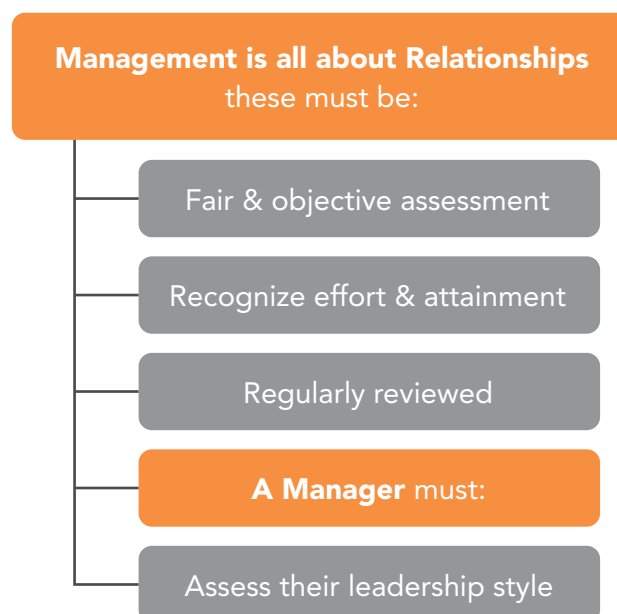 Management is all about Relationships
these must be:
Fair & objective assessment
Recognize effort & attainment
Regularly reviewed
A Manager must:
Assess their leadership style